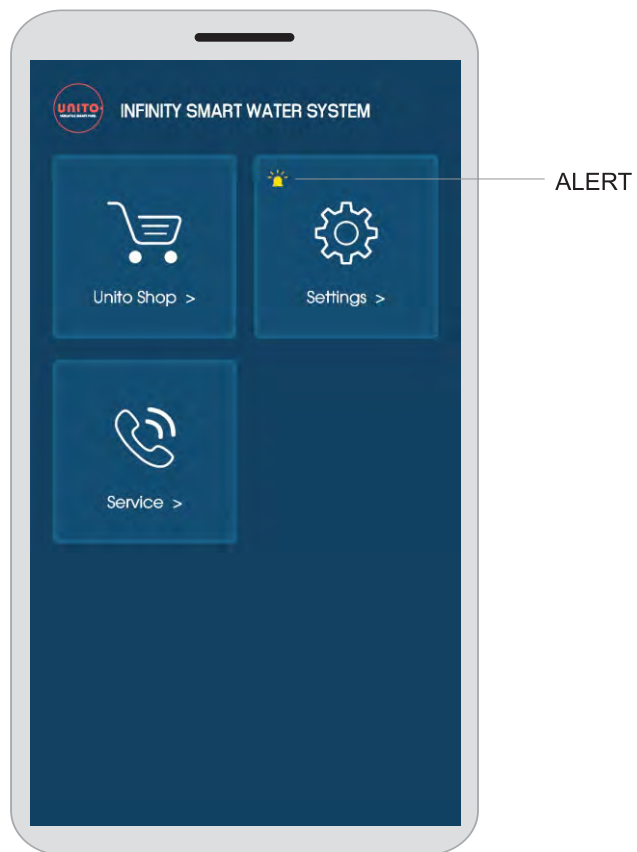 UNITO
INFINITY SMART WATER SYSTEM
ALERT
Unito Shop >
Settings >
Service >